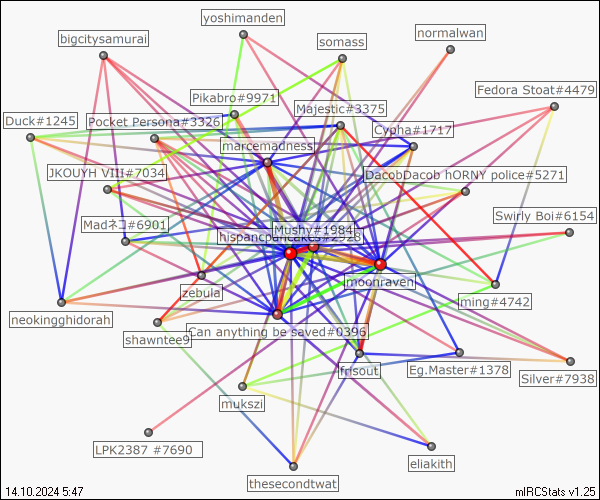 yoshimanden
bigcitysamurai
somass
normalwan
Fedora Stoat#4479
Pikabro#9971
Majestic#3375
Duck#1245
Pocket Persona#3326
Cypha#1717
marcemadness
JKOUYH VIII#7034
DacobDacob hORNY police#5271
Swirly Boi#6154
Madネコ#6901
Mushy#1984
hispancpancakes#2528
moonraven
zebula
ming#4742
neokingghidorah
Can anything be saved#0396
shawntee9
frisout
Eg.Master#1378
Silver#7938
mukszi
LPK2387 #7690
eliakith
thesecondtwat
14.10.2024 5:47
mIRCStats v1.25